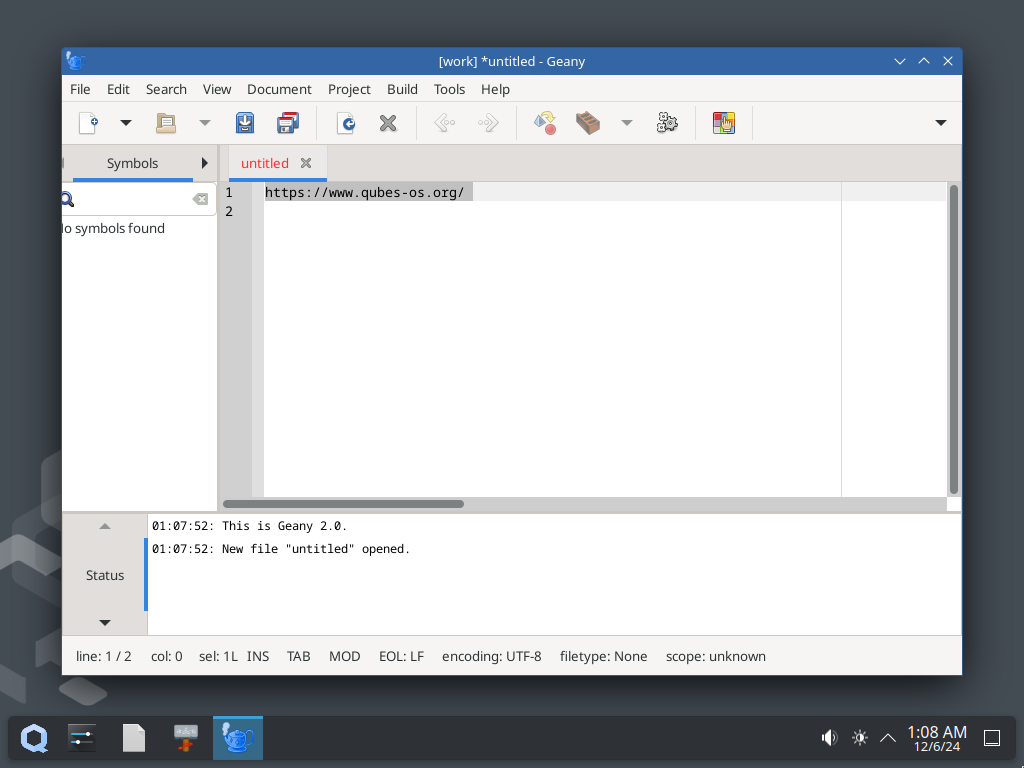 [work] *untitled - Geany
File Edit Search View Document Project Build Tools Help
Symbols
untitled
1 https://www.qubes-os.org/
2
No symbols found
01:07:52: This is Geany 2.0.
01:07:52: New file "untitled" opened.
Status
line: 1 / 2 col: 0 sel: 1L INS TAB MOD EOL: LF encoding: UTF-8 filetype: None scope: unknown
1:08 AM
12/6/24